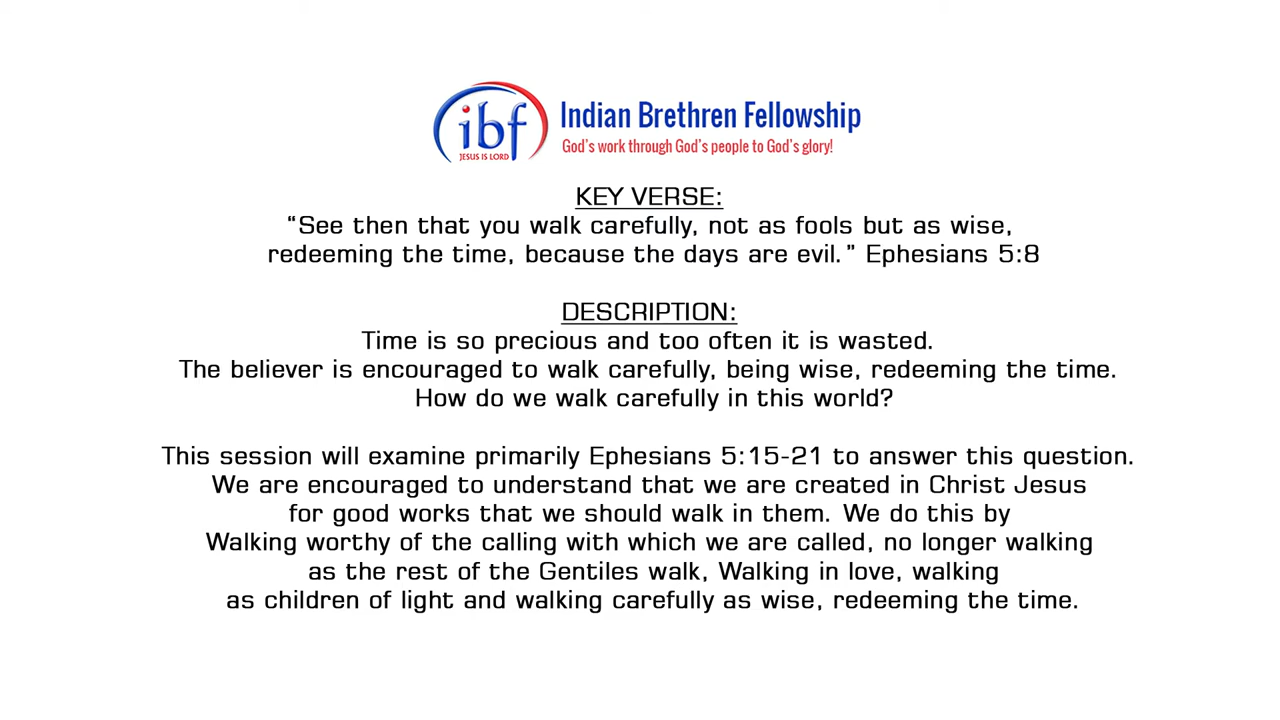 ibf
JESUS IS LORD
Indian Brethren Fellowship
God's work through God's people to God's glory!
KEY VERSE:
“See then that you walk carefully, not as fools but as wise,
redeeming the time, because the days are evil.” Ephesians 5:8
DESCRIPTION:
Time is so precious and too often it is wasted.
The believer is encouraged to walk carefully, being wise, redeeming the time.
How do we walk carefully in this world?
This session will examine primarily Ephesians 5:15-21 to answer this question.
We are encouraged to understand that we are created in Christ Jesus
for good works that we should walk in them. We do this by
Walking worthy of the calling with which we are called, no longer walking
as the rest of the Gentiles walk, Walking in love, walking
as children of light and walking carefully as wise, redeeming the time.